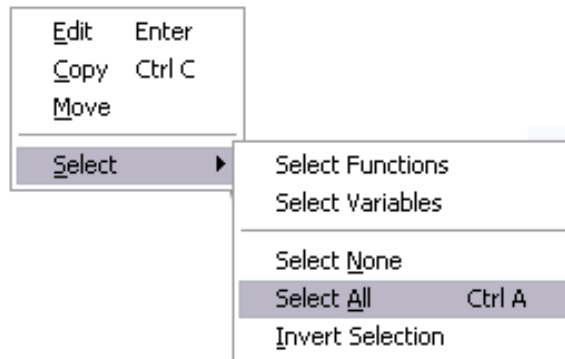 Edit Enter
Copy Ctrl C
Move
Select
Select Functions
Select Variables
Select None
Select All Ctrl A
Invert Selection